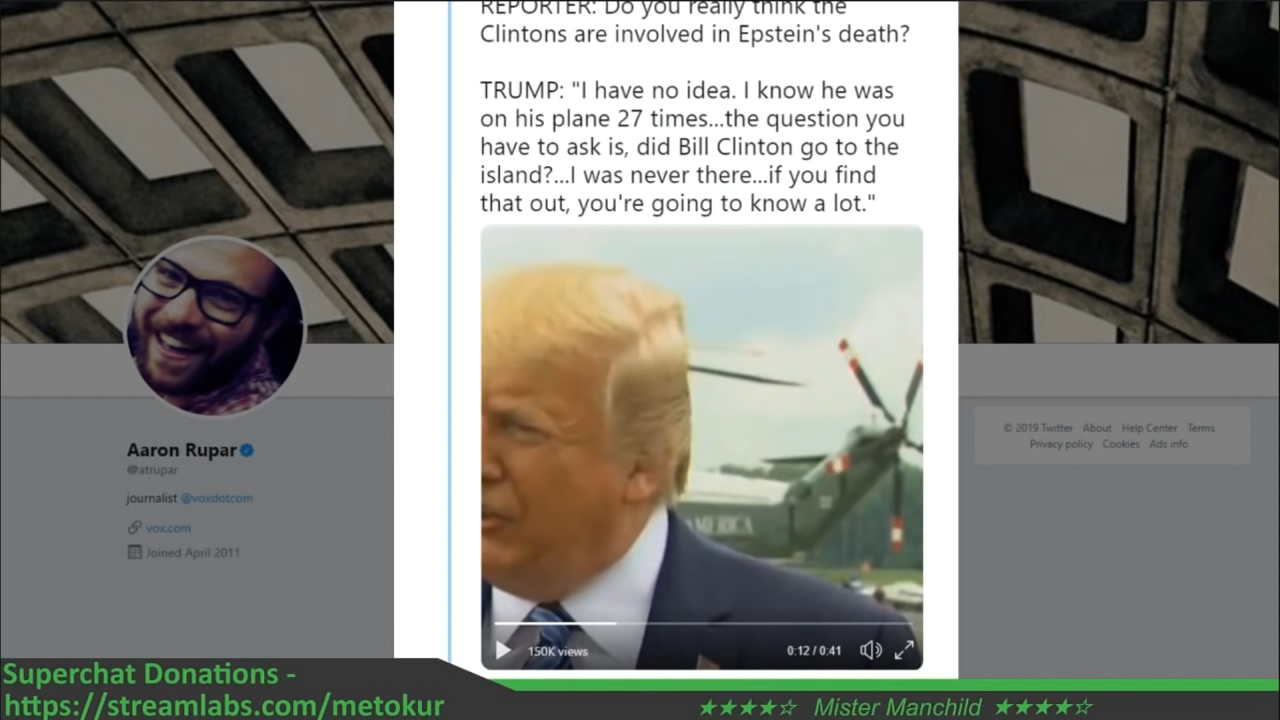 REPORTER: Do you really think the
Clintons are involved in Epstein's death?
TRUMP: "I have no idea. I know he was
on his plane 27 times...the question you
have to ask is, did Bill Clinton go to the
island?...I was never there...if you find
that out, you're going to know a lot."
AMERICA
150K views
0:12 / 0:41
Aaron Rupar
@atrupar
journalist @voxdotcom
vox.com
Joined April 2011
© 2019 Twitter About Help Center Terms
Privacy policy Cookies Ads info
Superchat Donations -
https://streamlabs.com/metokur
★★★★☆ Mister Manchild ★★★★☆